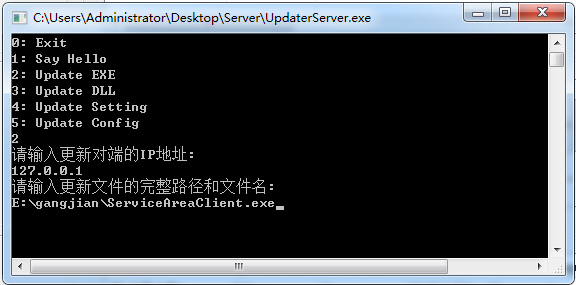 C:\Users\Administrator\Desktop\Server\UpdaterServer.exe
0: Exit
1: Say Hello
2: Update EXE
3: Update DLL
4: Update Setting
5: Update Config
2
请输入更新对端的IP地址:
127.0.0.1
请输入更新文件的完整路径和文件名:
E:\gangjian\ServiceAreaClient.exe